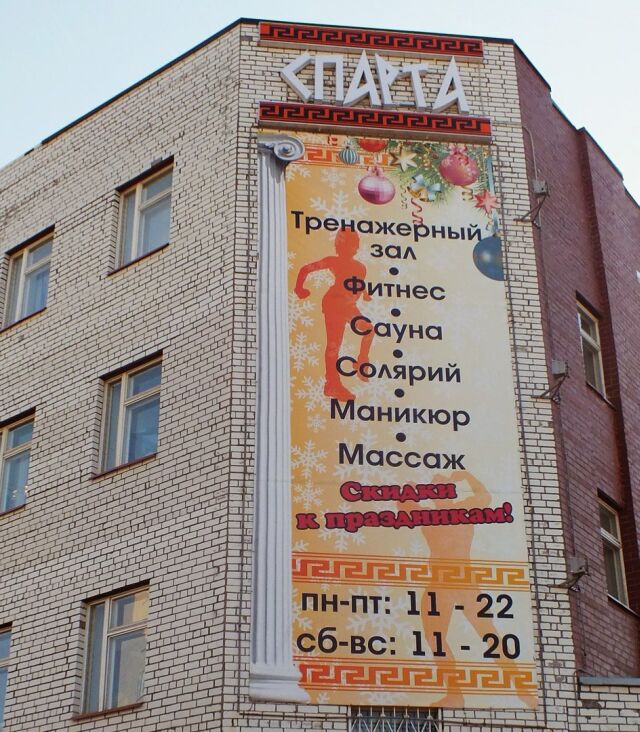 СПАРТА
Тренажерный
зал
•
Фитнес
•
Сауна
•
Солярий
•
Маникюр
•
Массаж
Скидки
к праздникам!
пн-пт: 11 - 22
сб-вс: 11 - 20